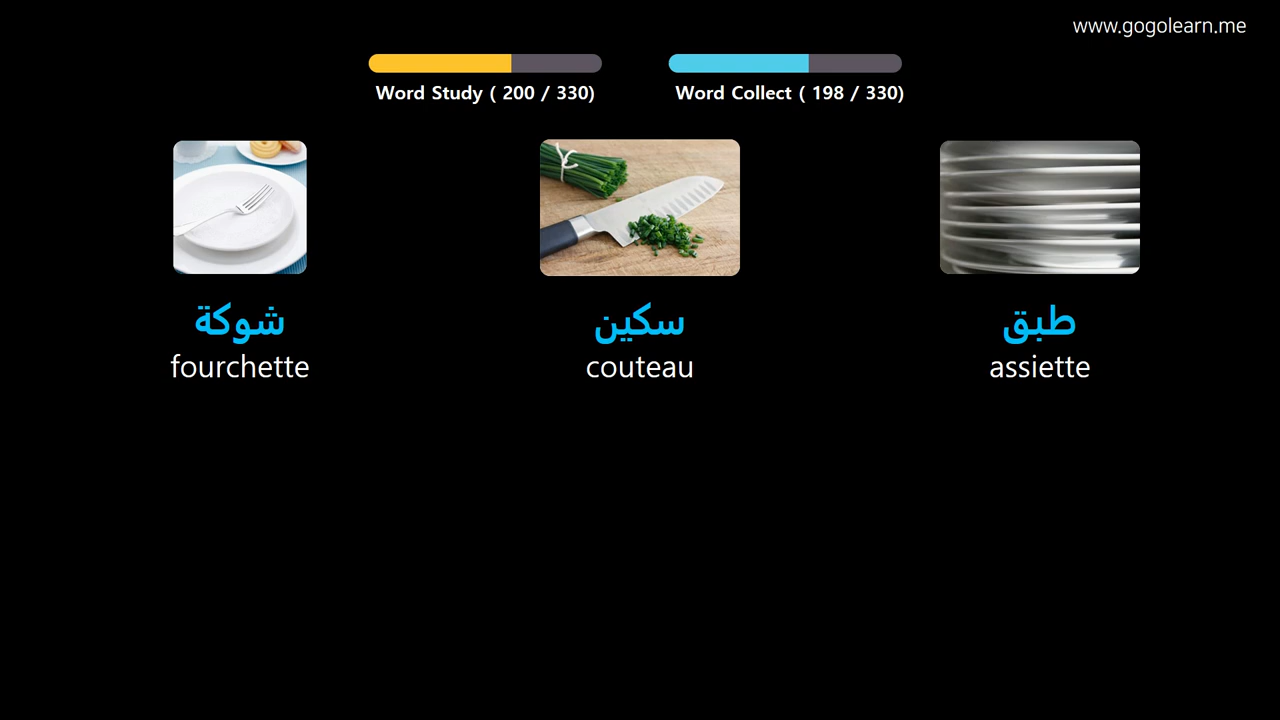 www.gogolearn.me
Word Study ( 200 / 330)
Word Collect ( 198 / 330)
شوكة
fourchette
سكين
couteau
طبق
assiette